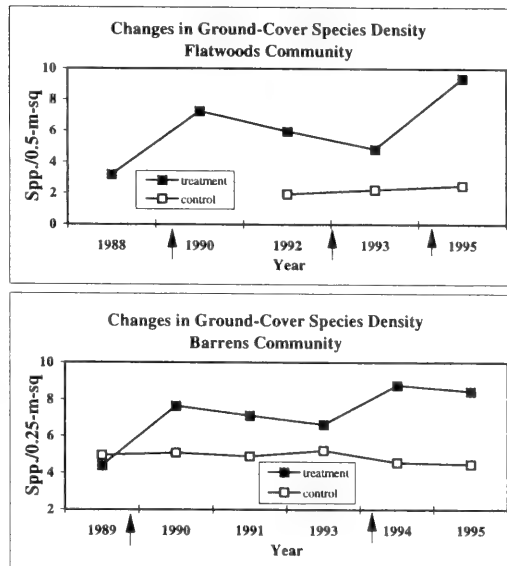 Changes in Ground-Cover Species Density
Flatwoods Community
Spp./0.5-m-sq
10
8
6
4
2
0
treatment
control
1988
1990
1992
1993
1995
Year
Changes in Ground-Cover Species Density
Barrens Community
Spp./0.25-m-sq
10
8
6
4
2
treatment
control
1989
1990
1991
1993
1994
1995
Year